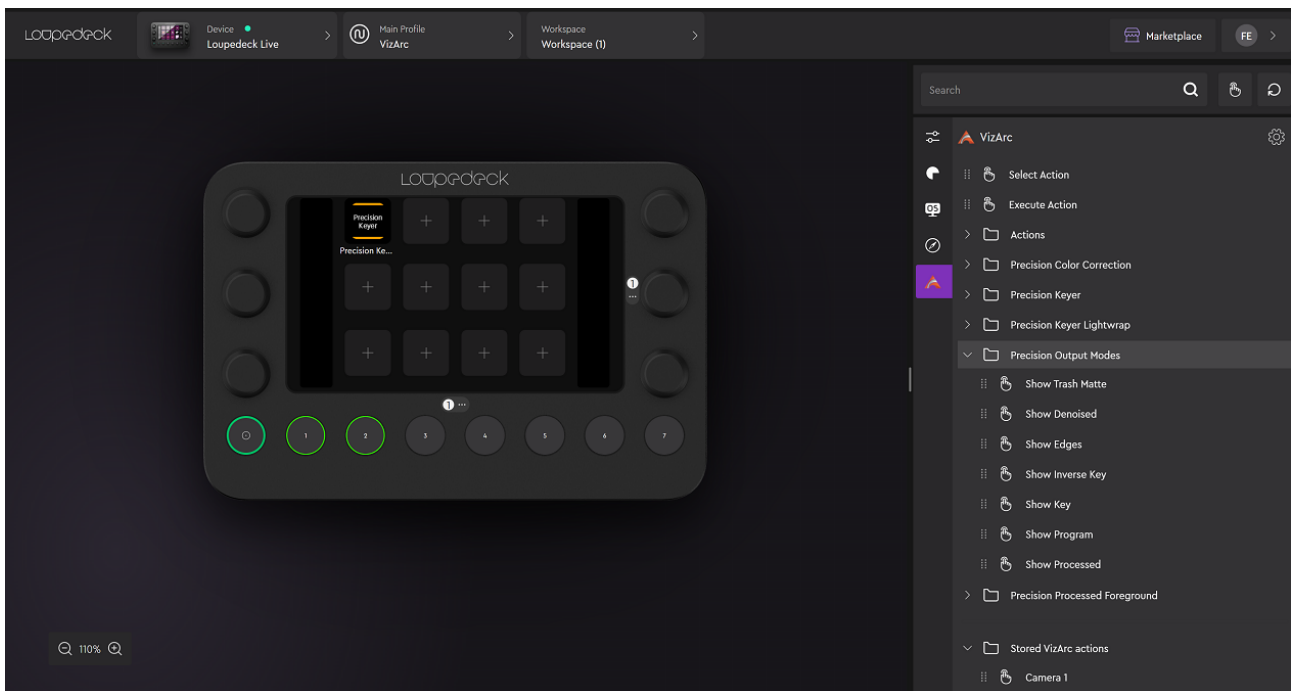 Loupedeck
Device
Loupedeck Live
Main Profile
VizArc
Workspace
Workspace (1)
Marketplace
FE
Search
VizArc
Select Action
Execute Action
Actions
Precision Color Correction
Precision Keyer
Precision Keyer Lightwrap
Precision Output Modes
Show Trash Matte
Show Denoised
Show Edges
Show Inverse Key
Show Key
Show Program
Show Processed
Precision Processed Foreground
Stored VizArc actions
Camera 1
OS
Loupedeck
Precision
Keyer
Precision Ke...
1
1
1 2 3 4 5 6 7
110%